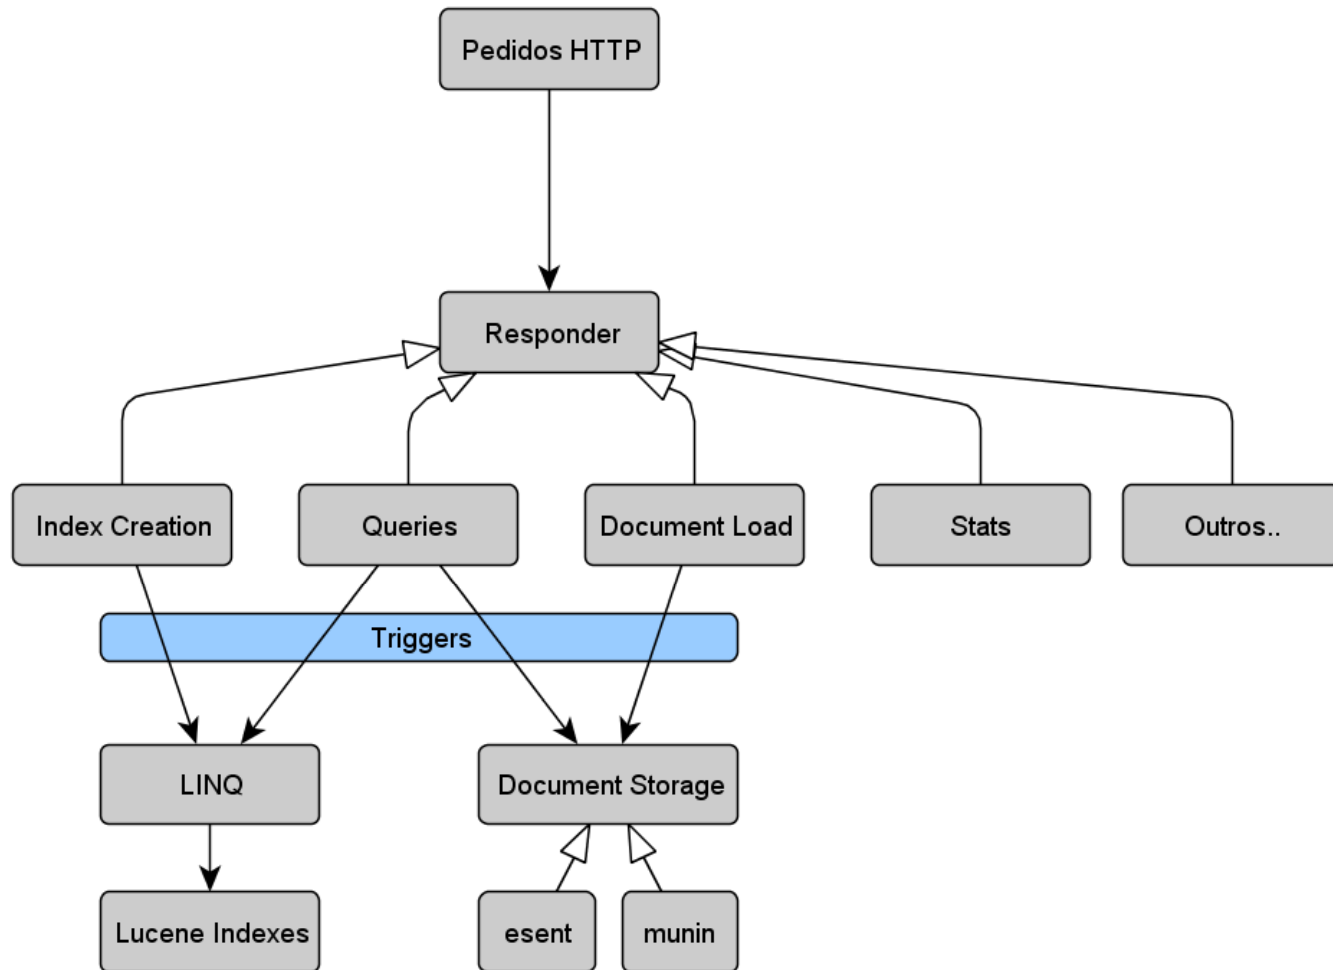 Pedidos HTTP
Responder
Index Creation
Queries
Document Load
Stats
Outros..
Triggers
LINQ
Document Storage
Lucene Indexes
esent
munin